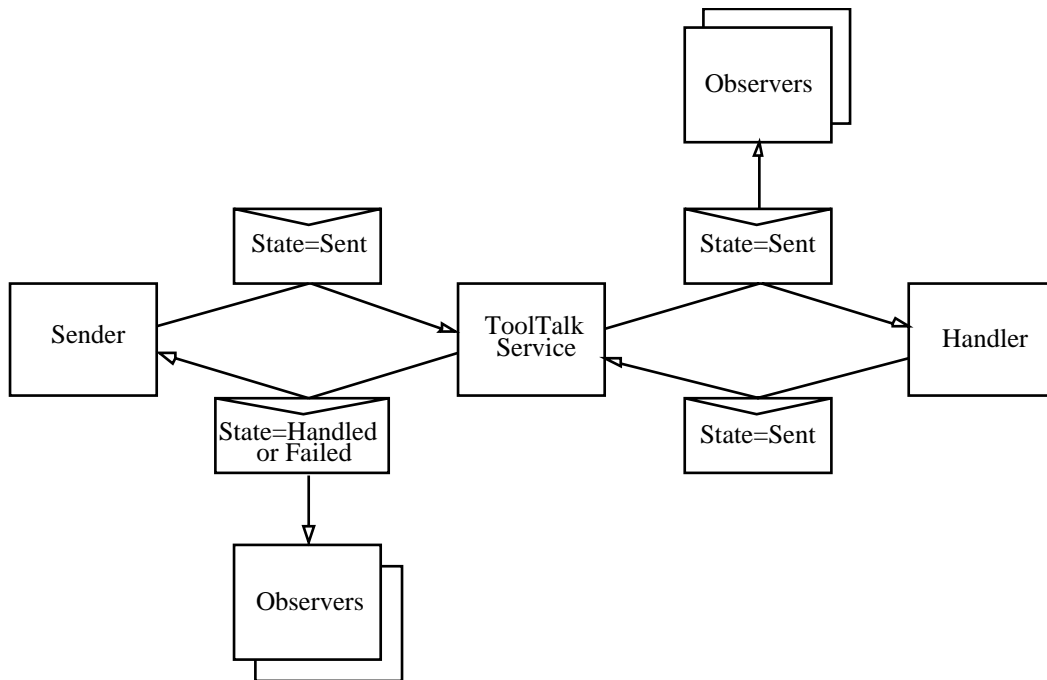 Observers
State=Sent
State=Sent
Sender
ToolTalk
Service
Handler
State=Handled
or Failed
State=Sent
Observers